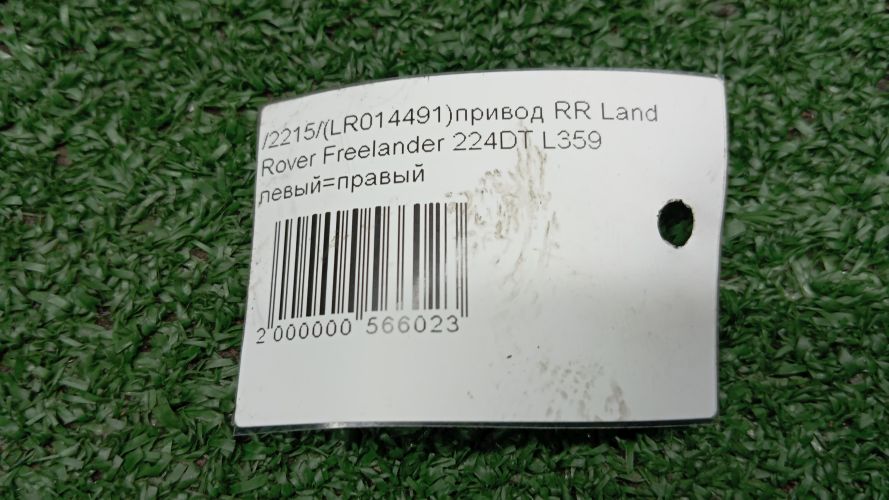 /2215/(LR014491)привод RR Land
Rover Freelander 224DT L359
левый=правый
2 000000 566023